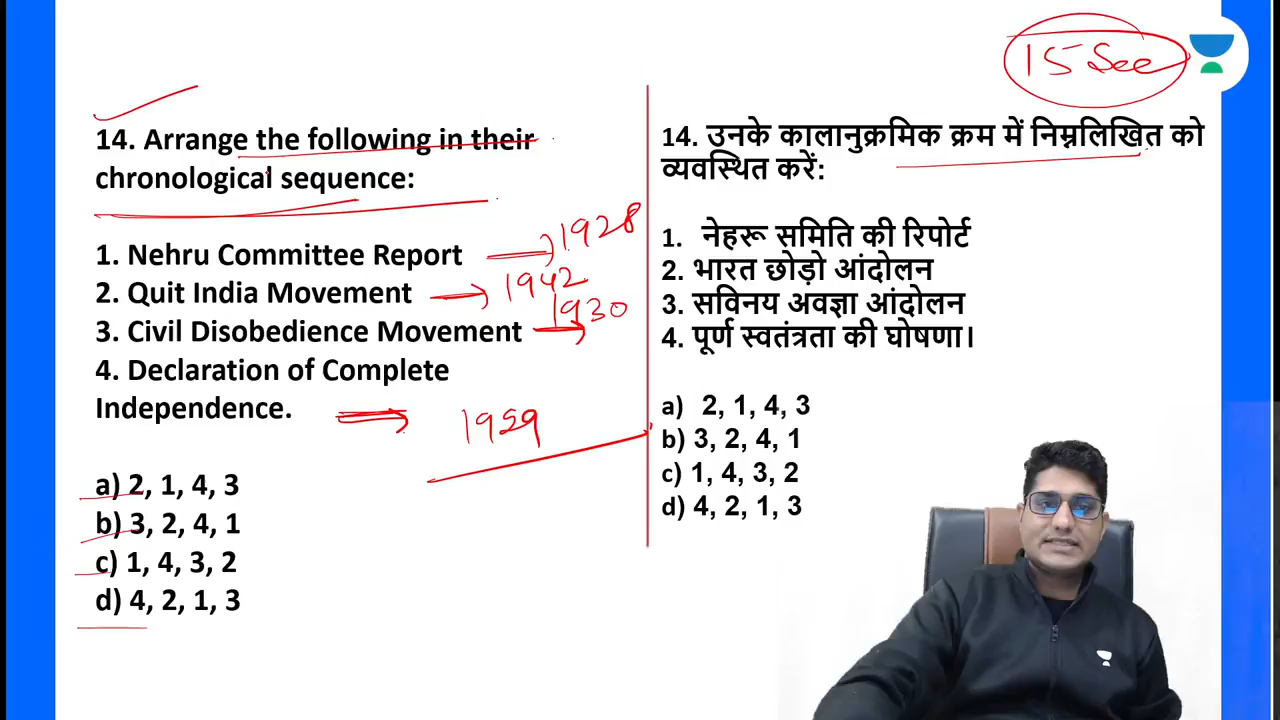 15 Sec
14. Arrange the following in their
chronological sequence:
1. Nehru Committee Report 1928
2. Quit India Movement 1942
3. Civil Disobedience Movement 1930
4. Declaration of Complete
Independence. 1929
a) 2, 1, 4, 3
b) 3, 2, 4, 1
c) 1, 4, 3, 2
d) 4, 2, 1, 3
14. उनके कालानुक्रमिक क्रम में निम्नलिखित को
व्यवस्थित करें:
1. नेहरू समिति की रिपोर्ट
2. भारत छोड़ो आंदोलन
3. सविनय अवज्ञा आंदोलन
4. पूर्ण स्वतंत्रता की घोषणा।
a) 2, 1, 4, 3
b) 3, 2, 4, 1
c) 1, 4, 3, 2
d) 4, 2, 1, 3